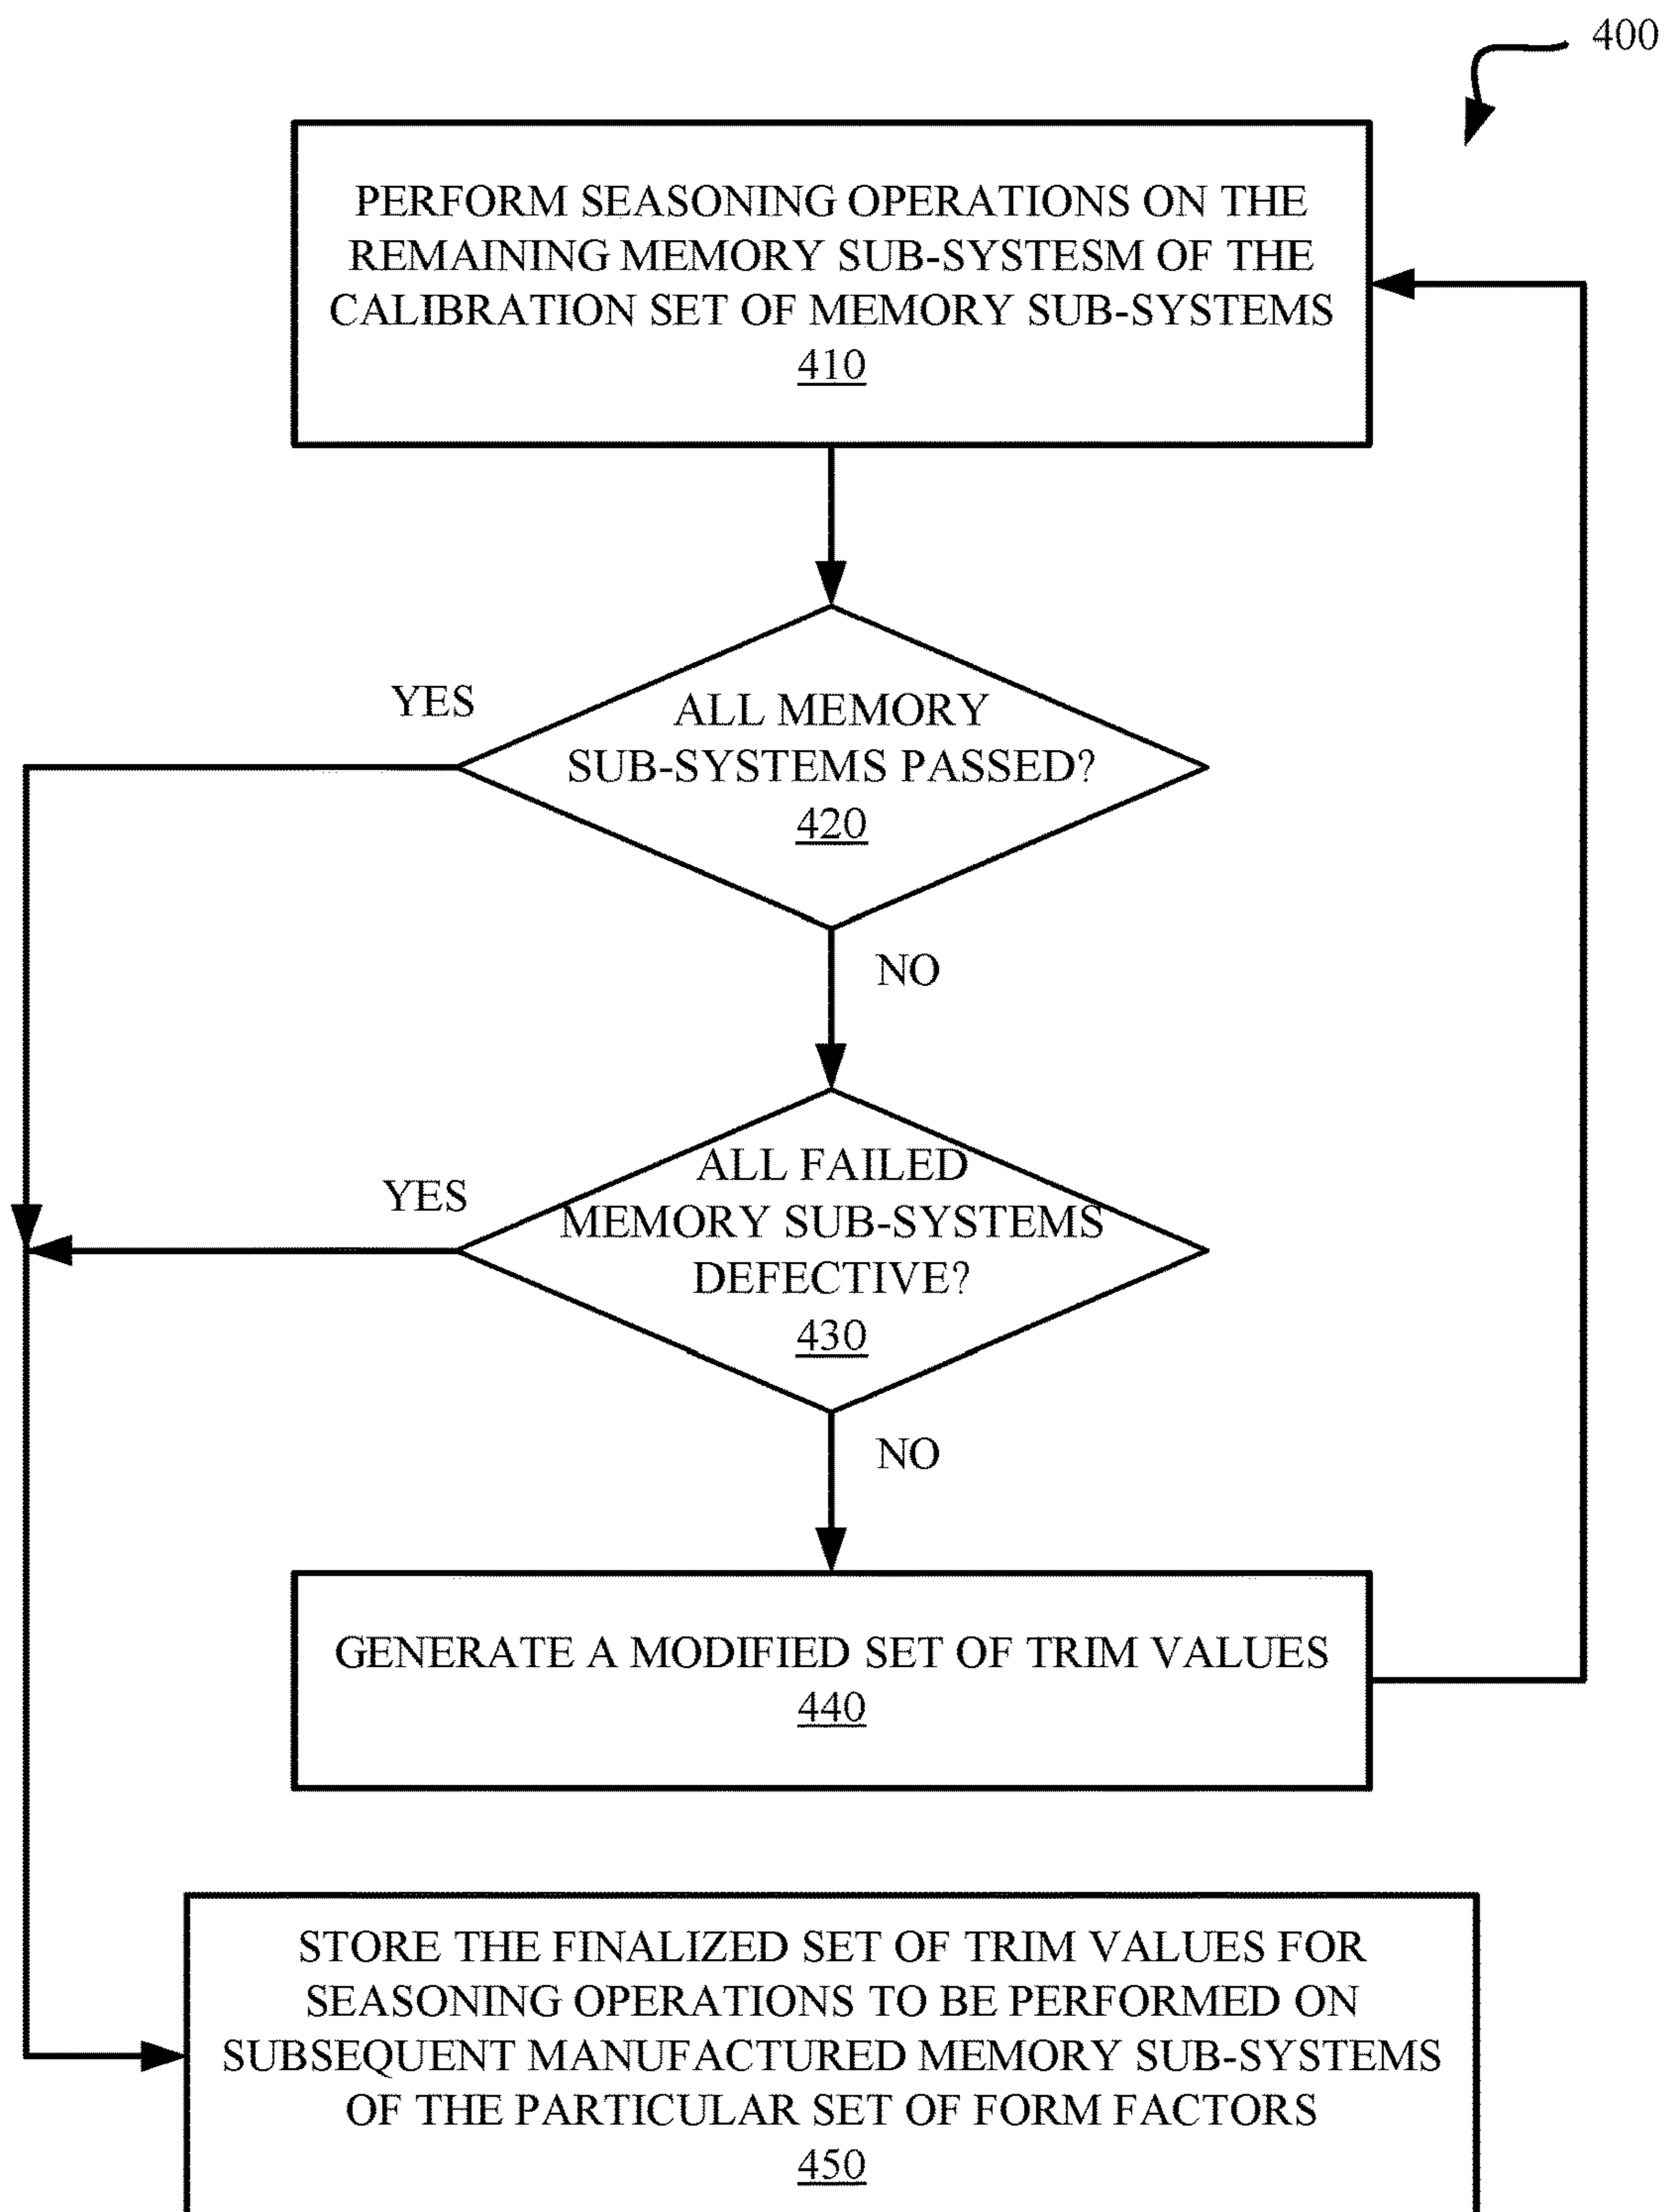 400
PERFORM SEASONING OPERATIONS ON THE
REMAINING MEMORY SUB-SYSTESM OF THE
CALIBRATION SET OF MEMORY SUB-SYSTEMS
410
YES
ALL MEMORY
SUB-SYSTEMS PASSED?
420
NO
YES
ALL FAILED
MEMORY SUB-SYSTEMS
DEFECTIVE?
430
NO
GENERATE A MODIFIED SET OF TRIM VALUES
440
STORE THE FINALIZED SET OF TRIM VALUES FOR
SEASONING OPERATIONS TO BE PERFORMED ON
SUBSEQUENT MANUFACTURED MEMORY SUB-SYSTEMS
OF THE PARTICULAR SET OF FORM FACTORS
450